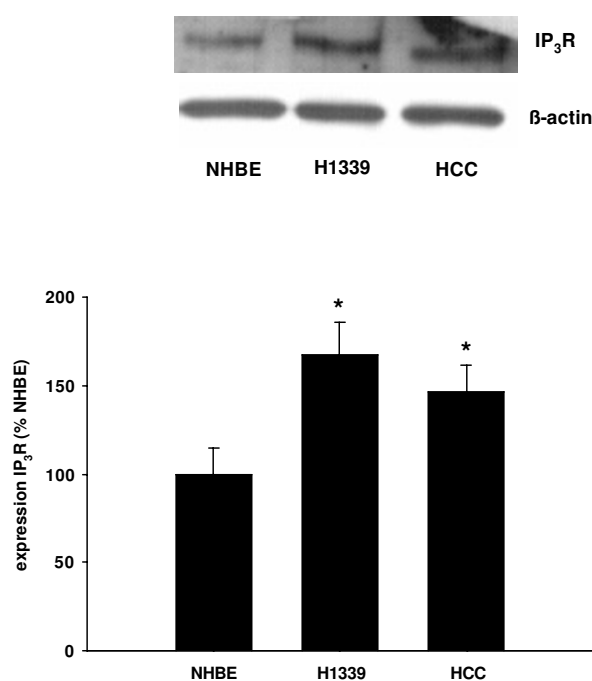 IP₃R
ß-actin
NHBE H1339 HCC
expression IP₃R (% NHBE)
200
*
*
150
100
50
0
NHBE H1339 HCC